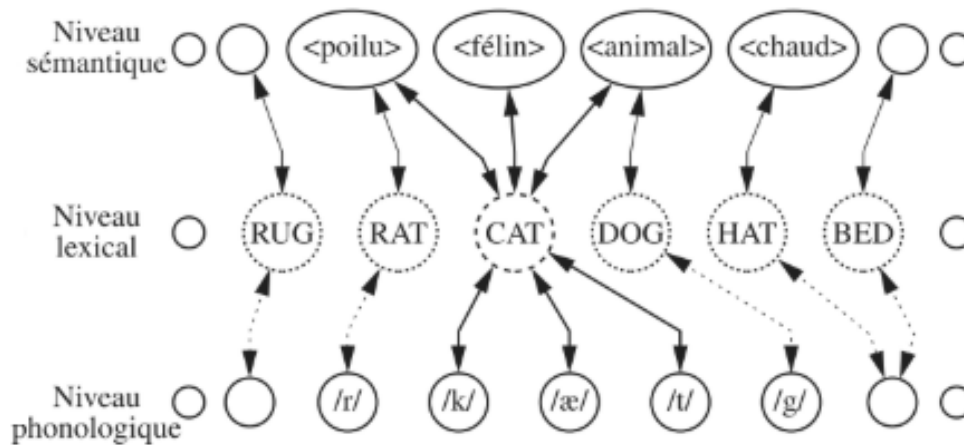 Niveau
sémantique
<poilu> <félin> <animal> <chaud>
Niveau
lexical
RUG RAT CAT DOG HAT BED
Niveau
phonologique
/r/ /k/ /æ/ /t/ /g/